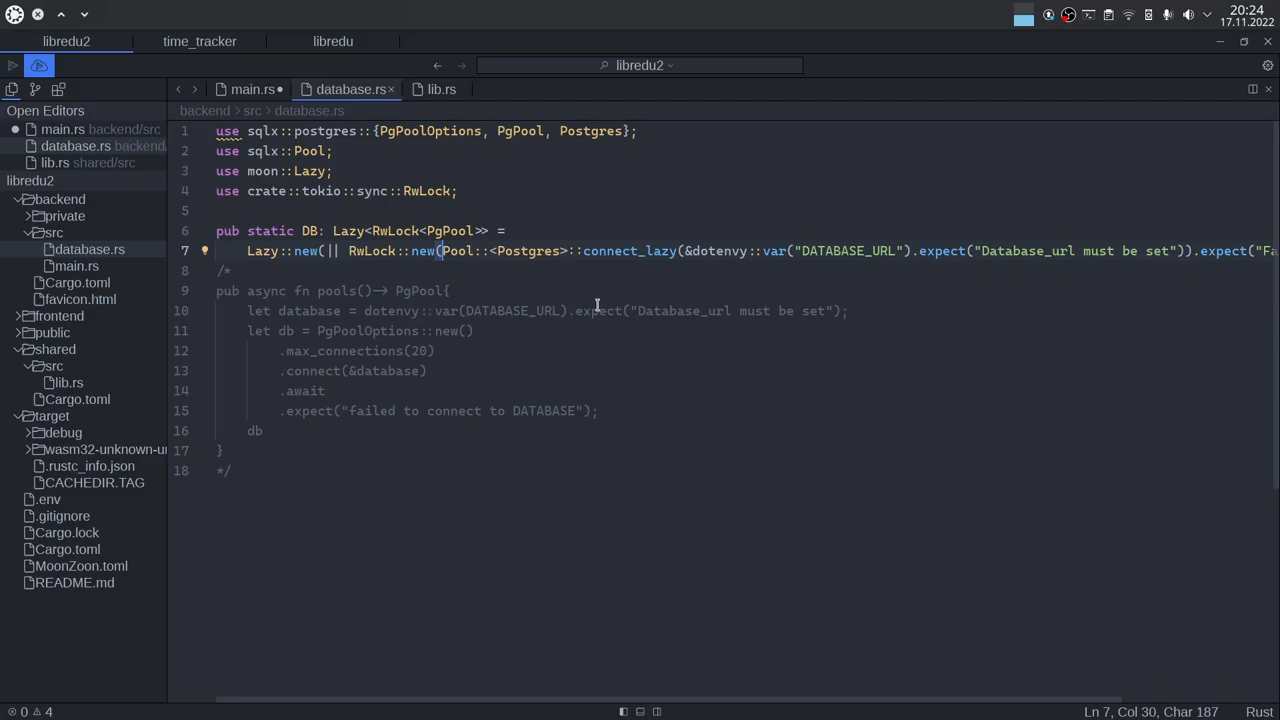 20:24
17.11.2022
libredu2
time_tracker
libredu
libredu2
main.rs
database.rs
lib.rs
Open Editors
main.rs backend/src
database.rs backend/
lib.rs shared/src
libredu2
backend
private
src
database.rs
main.rs
Cargo.toml
favicon.html
frontend
public
shared
src
lib.rs
Cargo.toml
target
debug
wasm32-unknown-un
.rustc_info.json
CACHEDIR.TAG
.env
.gitignore
Cargo.lock
Cargo.toml
MoonZoon.toml
README.md
backend > src > database.rs
1 use sqlx::postgres::{PgPoolOptions, PgPool, Postgres};
2 use sqlx::Pool;
3 use moon::Lazy;
4 use crate::tokio::sync::RwLock;
5
6 pub static DB: Lazy<RwLock<PgPool>> =
7 Lazy::new(|| RwLock::new(Pool::<Postgres>::connect_lazy(&dotenvy::var("DATABASE_URL").expect("Database_url must be set")).expect("Fa
8 /*
9 pub async fn pools()-> PgPool{
10 let database = dotenvy::var(DATABASE_URL).expect("Database_url must be set");
11 let db = PgPoolOptions::new()
12 .max_connections(20)
13 .connect(&database)
14 .await
15 .expect("failed to connect to DATABASE");
16 db
17 }
18 */
0 4
Ln 7, Col 30, Char 187
Rust